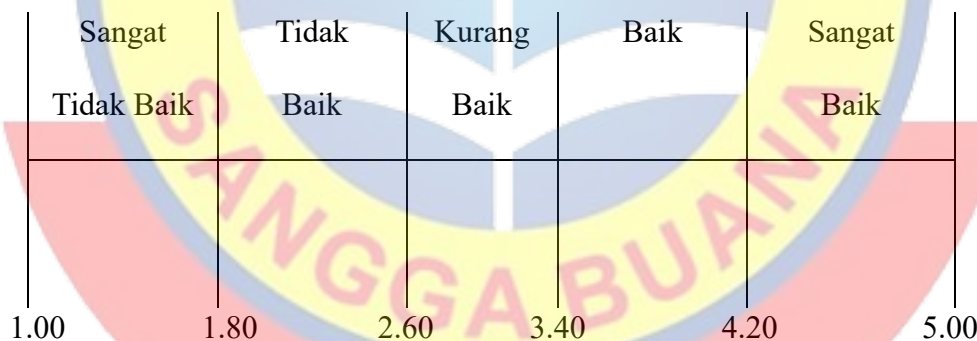 Sangat Tidak Kurang Baik Sangat
Tidak Baik Baik Baik Baik
SANGGA BUANA
1.00 1.80 2.60 3.40 4.20 5.00